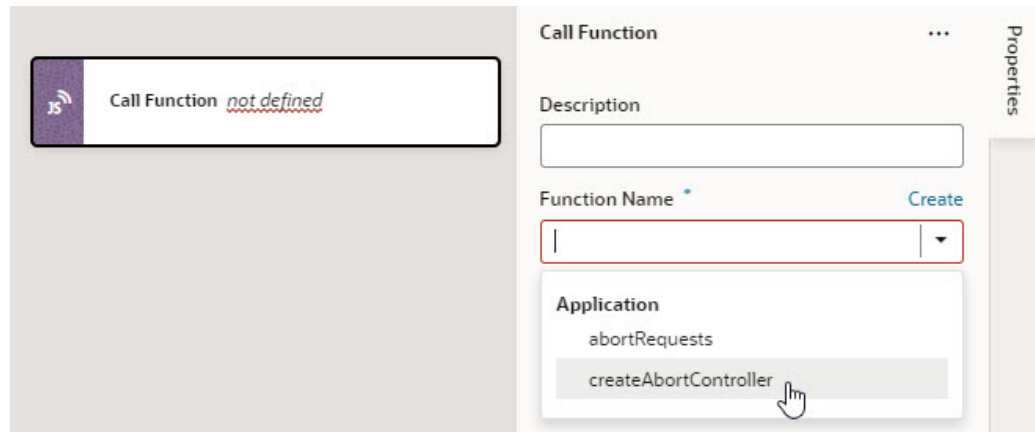 JS
Call Function not defined
Call Function
...
Description
Function Name * Create
Application
abortRequests
createAbortController
Properties